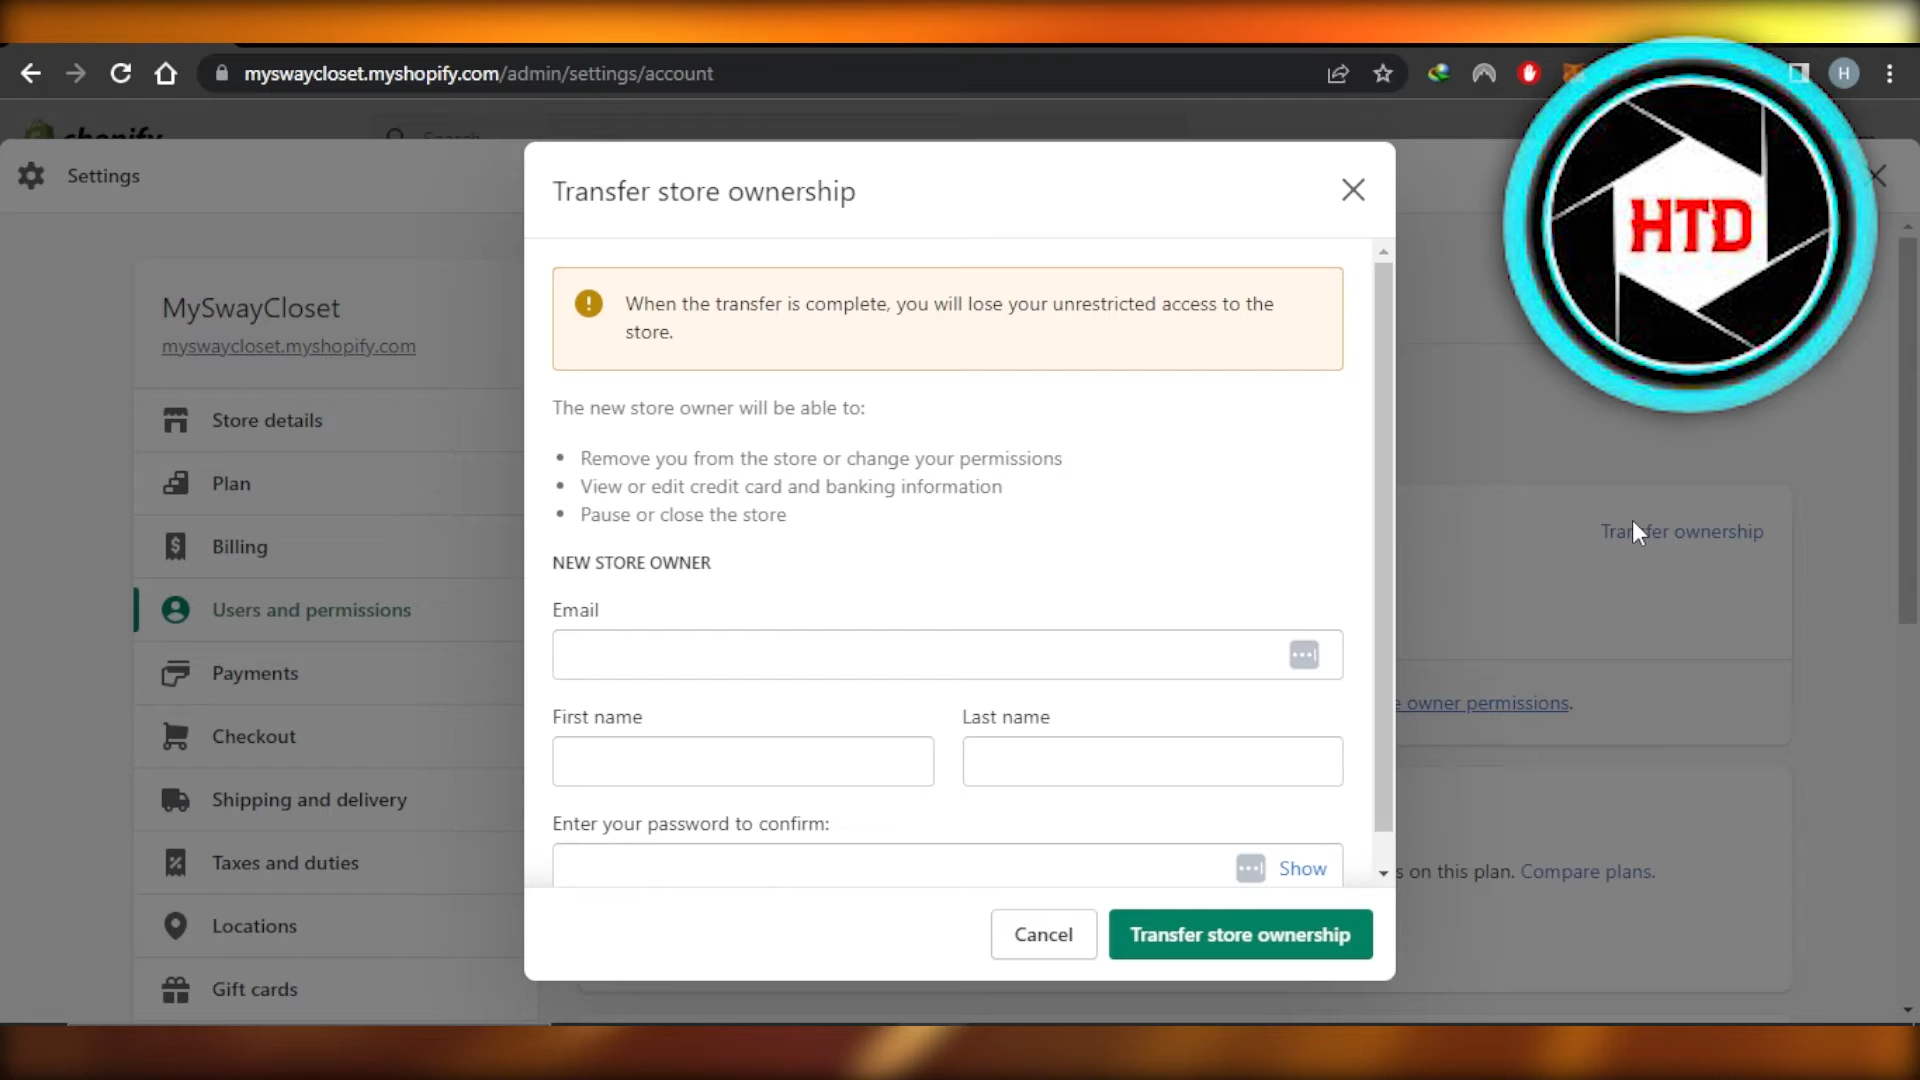 myswaycloset.myshopify.com/admin/settings/account
H
shopify
Search
Settings
Transfer store ownership
HTD
When the transfer is complete, you will lose your unrestricted access to the
store.
MySwayCloset
myswaycloset.myshopify.com
The new store owner will be able to:
Store details
• Remove you from the store or change your permissions
Plan
• View or edit credit card and banking information
• Pause or close the store
Transfer ownership
Billing
NEW STORE OWNER
Users and permissions
Email
Payments
owner permissions.
First name
Last name
Checkout
Shipping and delivery
Enter your password to confirm:
Taxes and duties
Show
s on this plan. Compare plans.
Locations
Cancel
Transfer store ownership
Gift cards